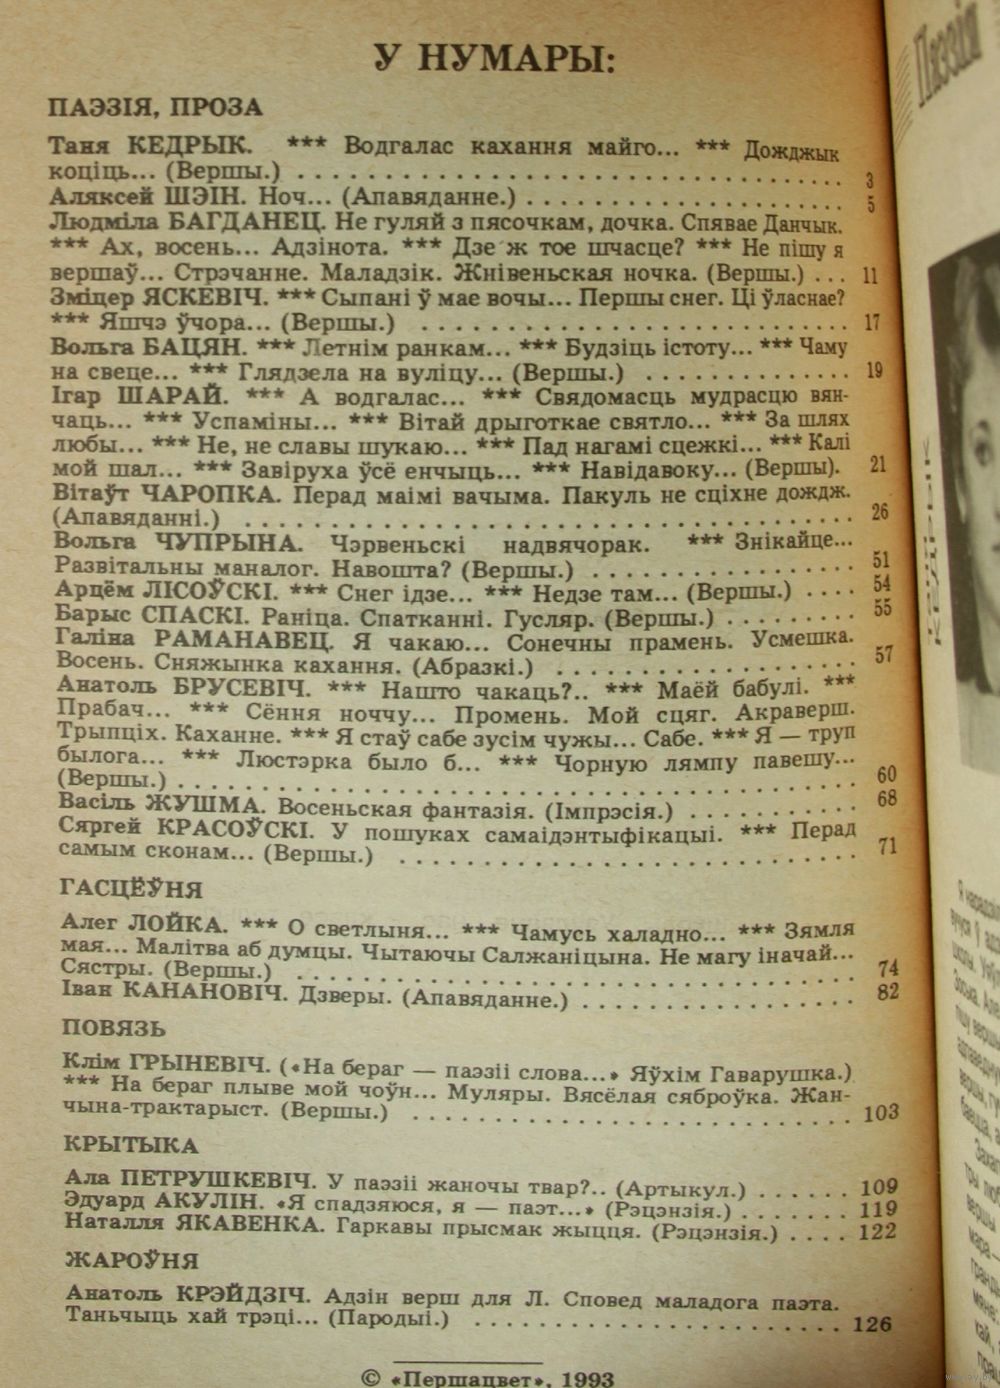 У НУМАРЫ:
ПАЭЗІЯ, ПРОЗА
Таня КЕДРЫК. *** Водгалас кахання майго... *** Дожджык
коціць... (Вершы.) . . . . . . . . . . . . . . . . . . . . . . . . . . . . . . . 3
Аляксей ШЭІН. Ноч... (Апавяданне.) . . . . . . . . . . . . . . . . . . 5
Людміла БАГДАНЕЦ. Не гуляй з пясочкам, дочка. Спявае Данчык.
*** Ах, восень... Адзінота. *** Дзе ж тое шчасце? *** Не пішу я
вершаў... Стрэчанне. Маладзік. Жнівеньская ночка. (Вершы.) . . . 11
Зміцер ЯСКЕВІЧ. *** Сыпані ў мае вочы... Першы снег. Ці ўласнае?
*** Яшчэ ўчора... (Вершы.) . . . . . . . . . . . . . . . . . . . . . . . . . 17
Вольга БАЦЯН. *** Летнім ранкам... *** Будзіць істоту... *** Чаму
на свеце... *** Глядзела на вуліцу... (Вершы.) . . . . . . . . . . . . 19
Ігар ШАРАЙ. *** А водгалас... *** Свядомасць мудрасцю вян-
чаць... *** Успаміны... *** Вітай дрыготкае святло... *** За шлях
любы... *** Не, не славы шукаю... *** Пад нагамі сцежкі... *** Калі
мой шал... *** Завіруха ўсё енчыць... *** Навідавоку... (Вершы). 21
Вітаўт ЧАРОПКА. Перад маімі вачыма. Пакуль не сціхне дождж.
(Апавяданні.) . . . . . . . . . . . . . . . . . . . . . . . . . . . . . . . . . . 26
Вольга ЧУПРЫНА. Чэрвеньскі надвячорак. *** Знікайце...
Развітальны маналог. Навошта? (Вершы.) . . . . . . . . . . . . . . . 51
Арцём ЛІСОЎСКІ. *** Снег ідзе... *** Недзе там... (Вершы.) . . . . 54
Барыс СПАСКІ. Раніца. Спатканні. Гусляр. (Вершы.) . . . . . . . . . 55
Галіна РАМАНАВЕЦ. Я чакаю... Сонечны прамень. Усмешка.
Восень. Сняжынка кахання. (Абразкі.) . . . . . . . . . . . . . . . . . . 57
Анатоль БРУСЕВІЧ. *** Нашто чакаць?.. *** Маёй бабулі. ***
Прабач... *** Сёння ноччу... Промень. Мой сцяг. Акраверш.
Трыпціх. Каханне. *** Я стаў сабе зусім чужы... Сабе. *** Я — труп
былога... *** Люстэрка было б... *** Чорную лямпу павешу...
(Вершы.) . . . . . . . . . . . . . . . . . . . . . . . . . . . . . . . . . . . . . . 60
Васіль ЖУШМА. Восеньская фантазія. (Імпрэсія.) . . . . . . . . . . 68
Сяргей КРАСОЎСКІ. У пошуках самаідэнтыфікацыі. *** Перад
самым сконам... (Вершы.) . . . . . . . . . . . . . . . . . . . . . . . . . . 71
ГАСЦЁЎНЯ
Алег ЛОЙКА. *** О светлыня... *** Чамусь халадно... *** Зямля
мая... Малітва аб думцы. Чытаючы Салжаніцына. Не магу іначай...
Сястры. (Вершы.) . . . . . . . . . . . . . . . . . . . . . . . . . . . . . . . . 74
Іван КАНАНОВІЧ. Дзверы. (Апавяданне.) . . . . . . . . . . . . . . . . 82
ПОВЯЗЬ
Клім ГРЫНЕВІЧ. («На бераг — паэзіі слова...» Яўхім Гаварушка.)
*** На бераг плыве мой чоўн... Муляры. Вясёлая сяброўка. Жан-
чына-трактарыст. (Вершы.) . . . . . . . . . . . . . . . . . . . . . . . . . 103
КРЫТЫКА
Ала ПЕТРУШКЕВІЧ. У паэзіі жаночы твар?.. (Артыкул.) . . . . . . 109
Эдуард АКУЛІН. «Я спадзяюся, я — паэт...» (Рэцэнзія.) . . . . . . . 119
Наталля ЯКАВЕНКА. Гаркавы прысмак жыцця. (Рэцэнзія.) . . . . 122
ЖАРОЎНЯ
Анатоль КРЭЙДЗІЧ. Адзін верш для Л. Сповед маладога паэта.
Таньчыць хай трэці... (Пародыі.) . . . . . . . . . . . . . . . . . . . . . . 126
© «Першацвет», 1993
Паэзія